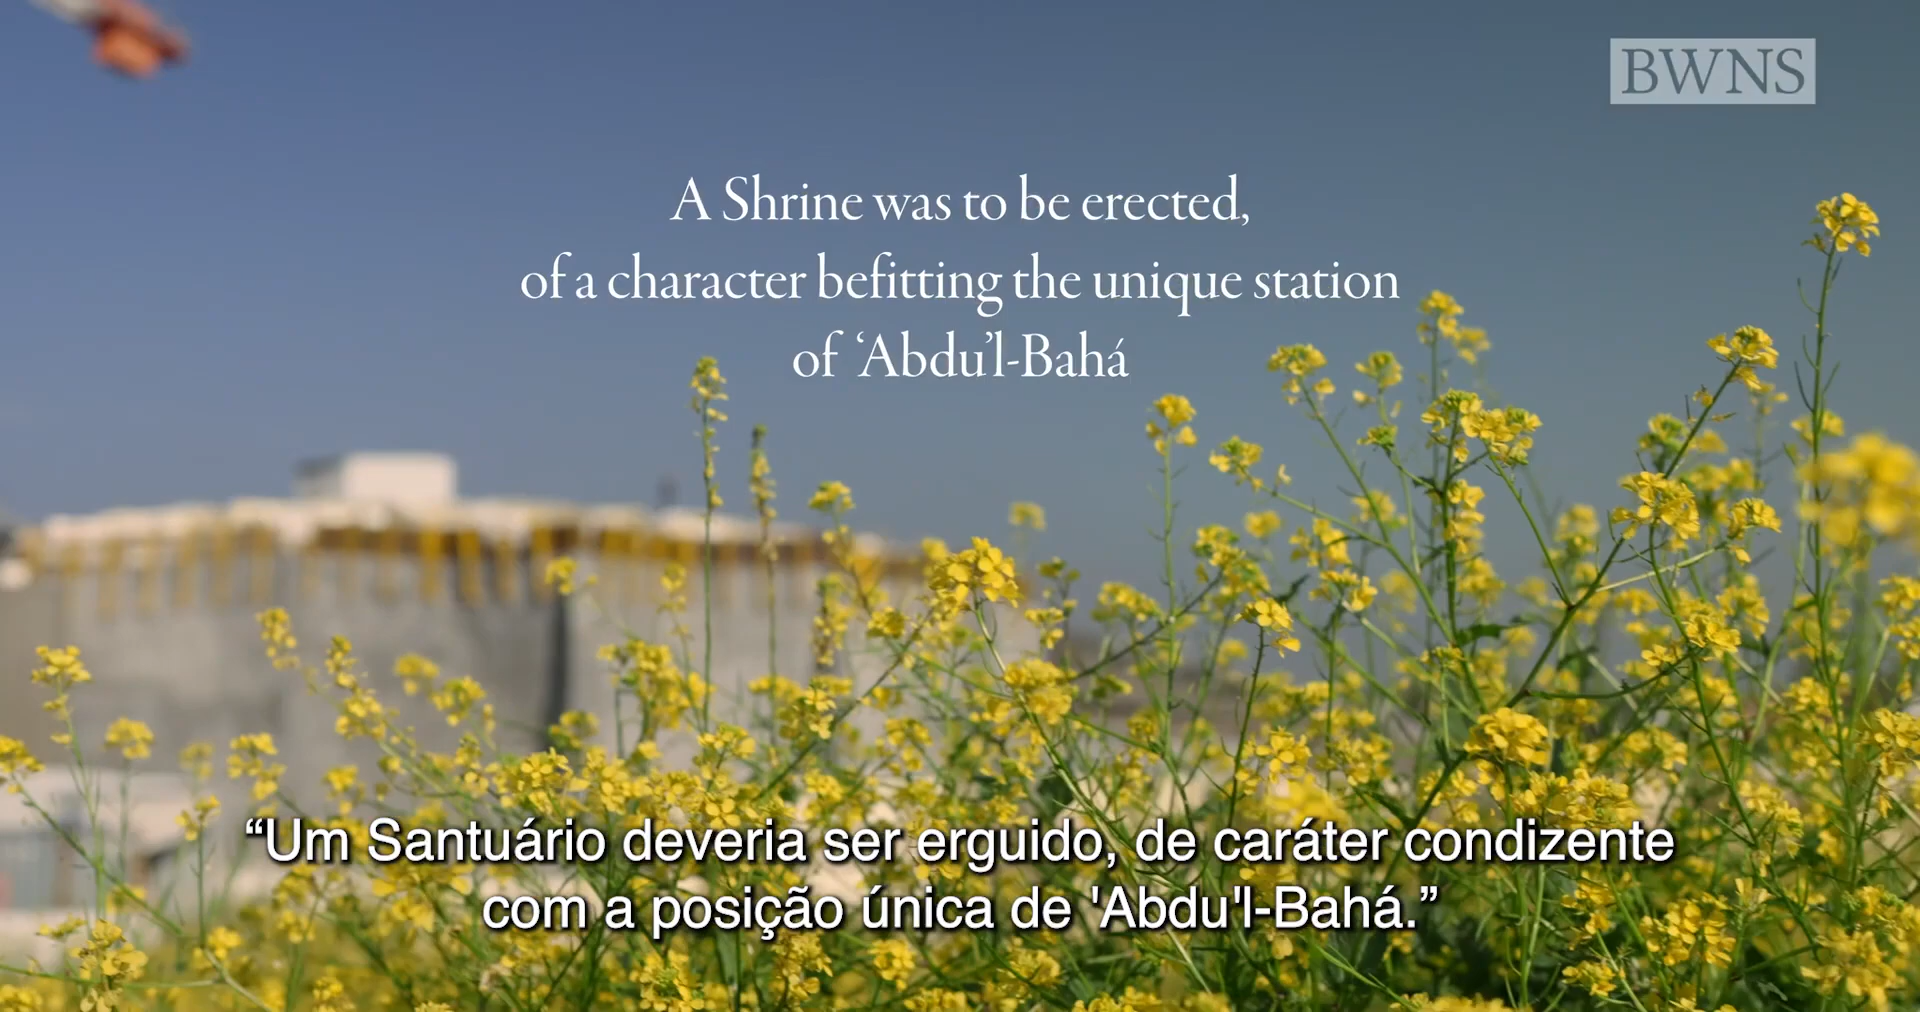 BWNS
A Shrine was to be erected,
of a character befitting the unique station
of ‘Abdu’l-Bahá
“Um Santuário deveria ser erguido, de caráter condizente
com a posição única de 'Abdu'l-Bahá.”